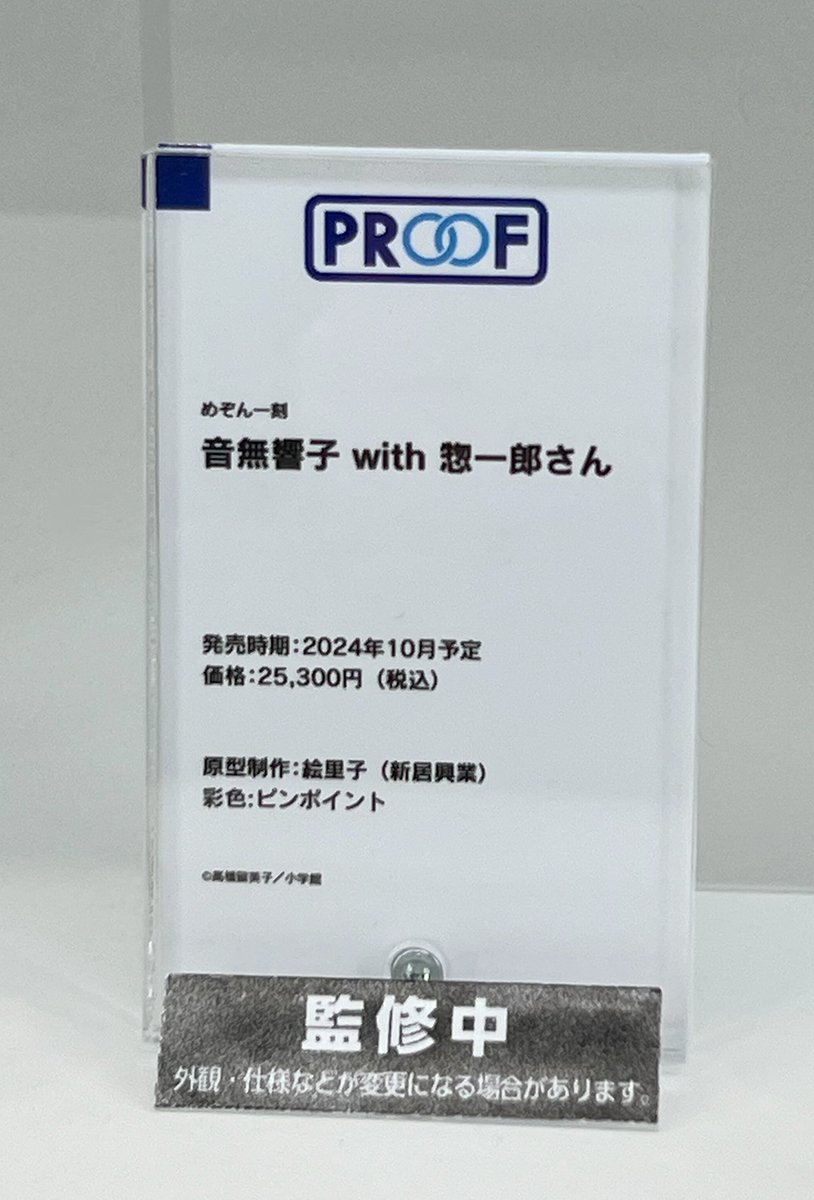 PROOF
めぞん一刻
音無響子 with 惣一郎さん
発売時期:2024年10月予定
価格:25,300円（税込）
原型制作:絵里子（新居興業）
彩色:ピンポイント
©高橋留美子／小学館
監修中
外観・仕様などが変更になる場合があります。